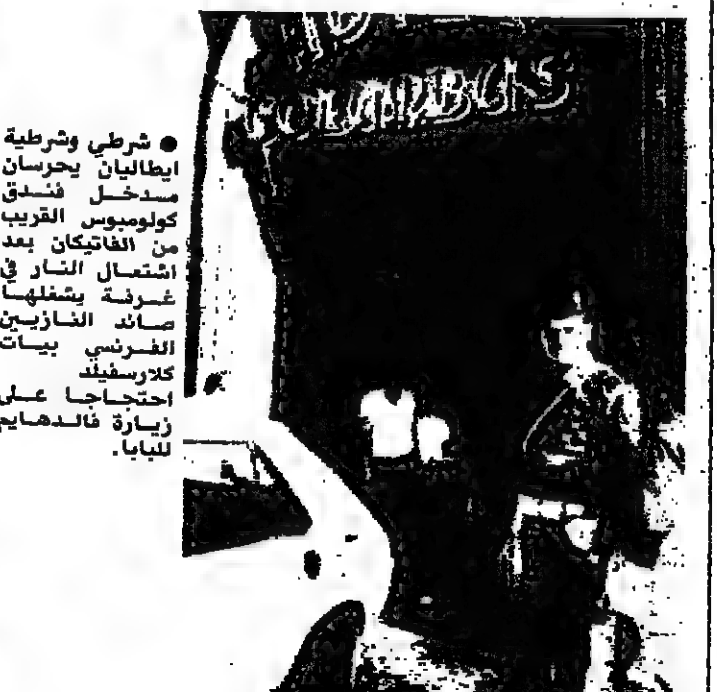 COLUMBUS
● شرطي وشرطية
ايطاليان يحرسان
مدخل فندق
كولومبوس القريب
من الفاتيكان بعد
اشتعال النار في
غرفة يشغلها
صائد النازيين
الفرنسي بيات
كلارسفيلد
احتجاجا على
زيارة فالدهايم
للبابا.